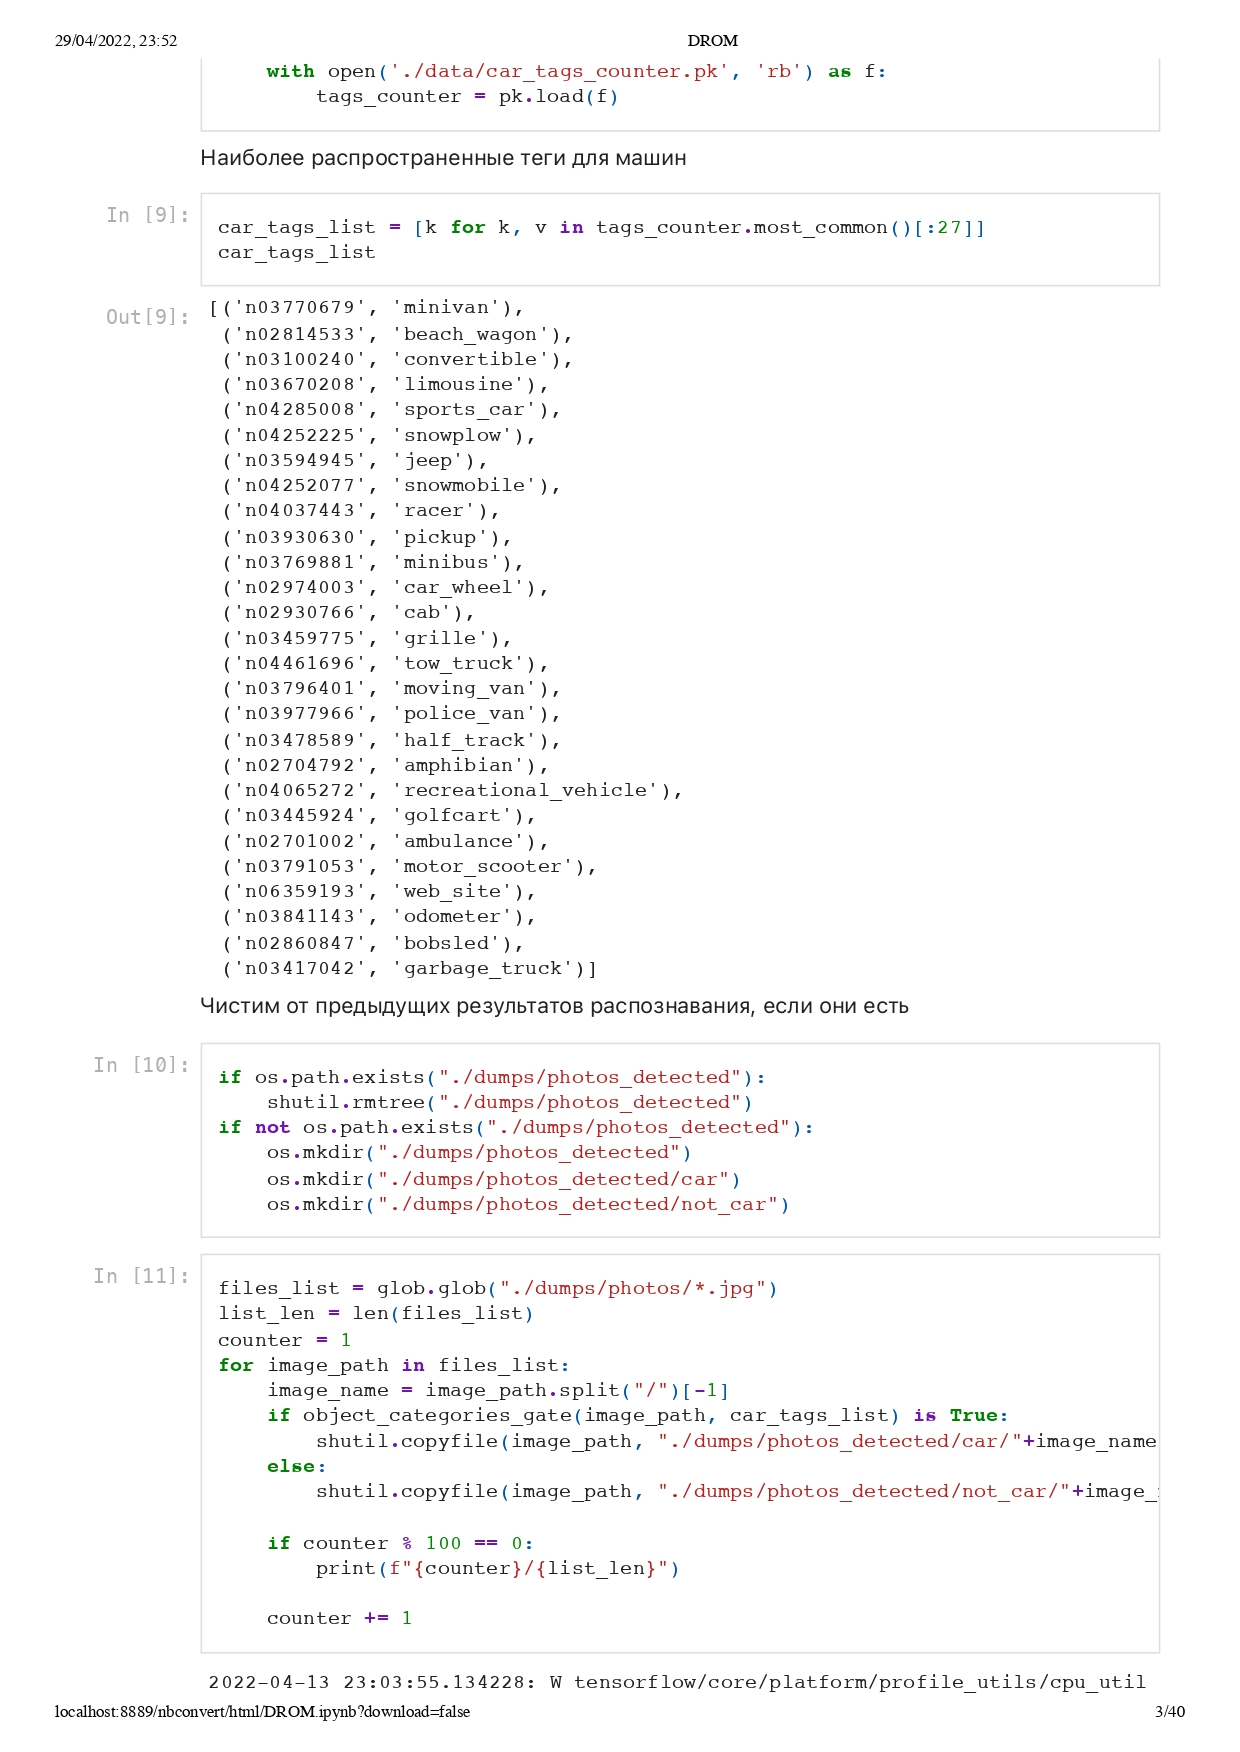 29/04/2022, 23:52 DROM
with open('./data/car_tags_counter.pk', 'rb') as f:
tags_counter = pk.load(f)
Наиболее распространенные теги для машин
In [9]: car_tags_list = [k for k, v in tags_counter.most_common()[:27]]
car_tags_list
Out[9]: [('n03770679', 'minivan'),
('n02814533', 'beach_wagon'),
('n03100240', 'convertible'),
('n03670208', 'limousine'),
('n04285008', 'sports_car'),
('n04252225', 'snowplow'),
('n03594945', 'jeep'),
('n04252077', 'snowmobile'),
('n04037443', 'racer'),
('n03930630', 'pickup'),
('n03769881', 'minibus'),
('n02974003', 'car_wheel'),
('n02930766', 'cab'),
('n03459775', 'grille'),
('n04461696', 'tow_truck'),
('n03796401', 'moving_van'),
('n03977966', 'police_van'),
('n03478589', 'half_track'),
('n02704792', 'amphibian'),
('n04065272', 'recreational_vehicle'),
('n03445924', 'golfcart'),
('n02701002', 'ambulance'),
('n03791053', 'motor_scooter'),
('n06359193', 'web_site'),
('n03841143', 'odometer'),
('n02860847', 'bobsled'),
('n03417042', 'garbage_truck')]
Чистим от предыдущих результатов распознавания, если они есть
In [10]: if os.path.exists("./dumps/photos_detected"):
shutil.rmtree("./dumps/photos_detected")
if not os.path.exists("./dumps/photos_detected"):
os.mkdir("./dumps/photos_detected")
os.mkdir("./dumps/photos_detected/car")
os.mkdir("./dumps/photos_detected/not_car")
In [11]: files_list = glob.glob("./dumps/photos/*.jpg")
list_len = len(files_list)
counter = 1
for image_path in files_list:
image_name = image_path.split("/")[-1]
if object_categories_gate(image_path, car_tags_list) is True:
shutil.copyfile(image_path, "./dumps/photos_detected/car/"+image_name
else:
shutil.copyfile(image_path, "./dumps/photos_detected/not_car/"+image_
if counter % 100 == 0:
print(f"{counter}/{list_len}")
counter += 1
2022-04-13 23:03:55.134228: W tensorflow/core/platform/profile_utils/cpu_util
localhost:8889/nbconvert/html/DROM.ipynb?download=false 3/40